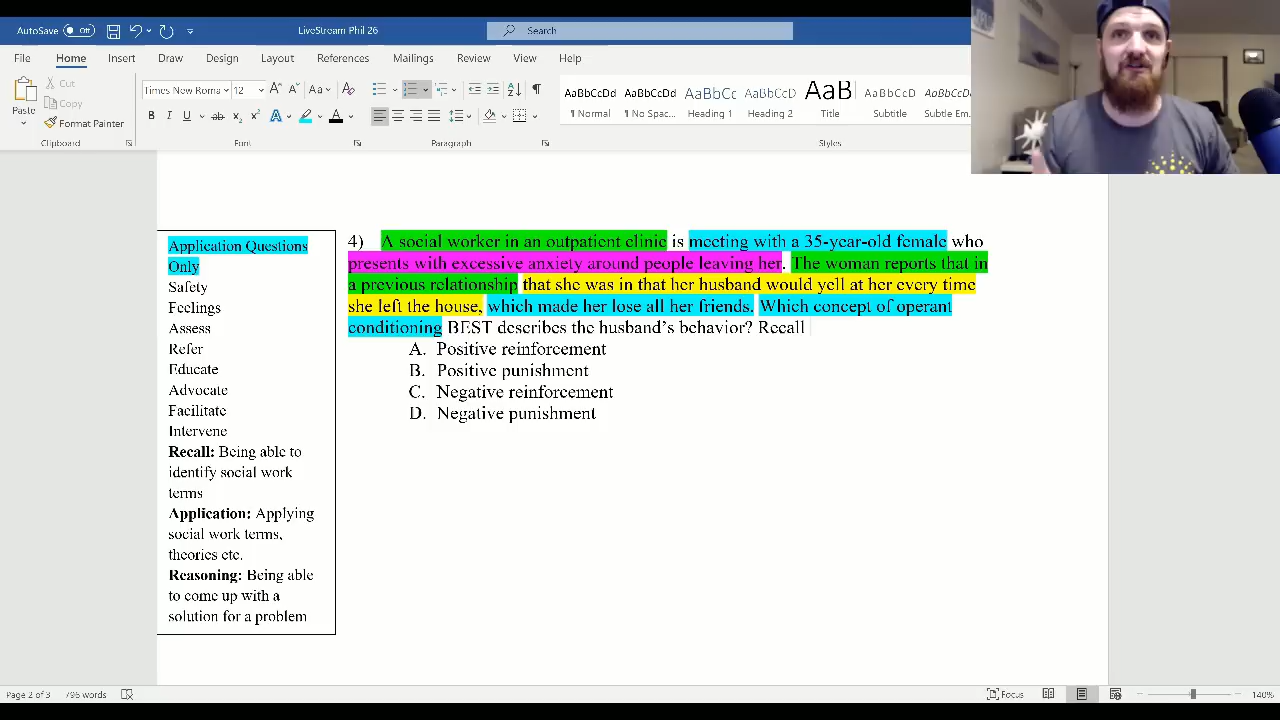 AutoSave Off LiveStream Phil 26 Search
File Home Insert Draw Design Layout References Mailings Review View Help
Paste Cut Copy Format Painter
Times New Roma 12
AaBbCcDd AaBbCcDd AaBbCc AaBbCcD AaB AaBbCcD AaBbCcDd
¶ Normal ¶ No Spac... Heading 1 Heading 2 Title Subtitle Subtle Em...
Clipboard Font Paragraph Styles
Application Questions
Only
Safety
Feelings
Assess
Refer
Educate
Advocate
Facilitate
Intervene
Recall: Being able to
identify social work
terms
Application: Applying
social work terms,
theories etc.
Reasoning: Being able
to come up with a
solution for a problem
4) A social worker in an outpatient clinic is meeting with a 35-year-old female who
presents with excessive anxiety around people leaving her. The woman reports that in
a previous relationship that she was in that her husband would yell at her every time
she left the house, which made her lose all her friends. Which concept of operant
conditioning BEST describes the husband's behavior? Recall
A. Positive reinforcement
B. Positive punishment
C. Negative reinforcement
D. Negative punishment
Page 2 of 3 796 words Focus 140%